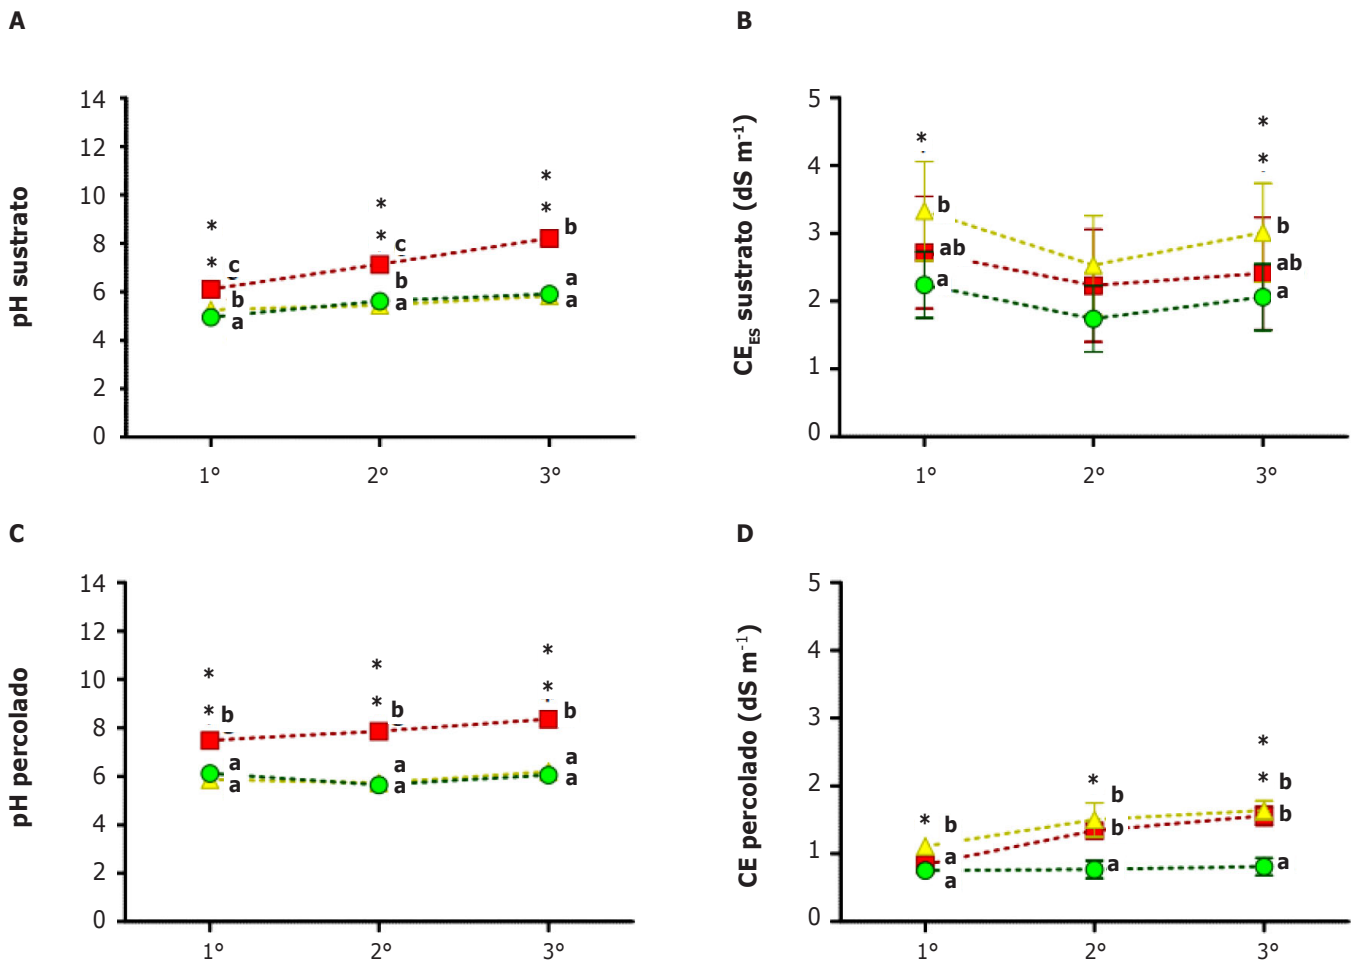 A
pH sustrato
14
12
10
8
6
4
2
0
* * *
* * *
c c b
b b a
a a a
1° 2° 3°
B
CE_ES sustrato (dS m⁻¹)
5
4
3
2
1
0
* *
*
b b
ab ab
a a
1° 2° 3°
C
pH percolado
14
12
10
8
6
4
2
0
* * *
* * *
b b b
a a a
a a a
1° 2° 3°
D
CE percolado (dS m⁻¹)
5
4
3
2
1
0
* * *
*
b b b
a b b
a a a
1° 2° 3°